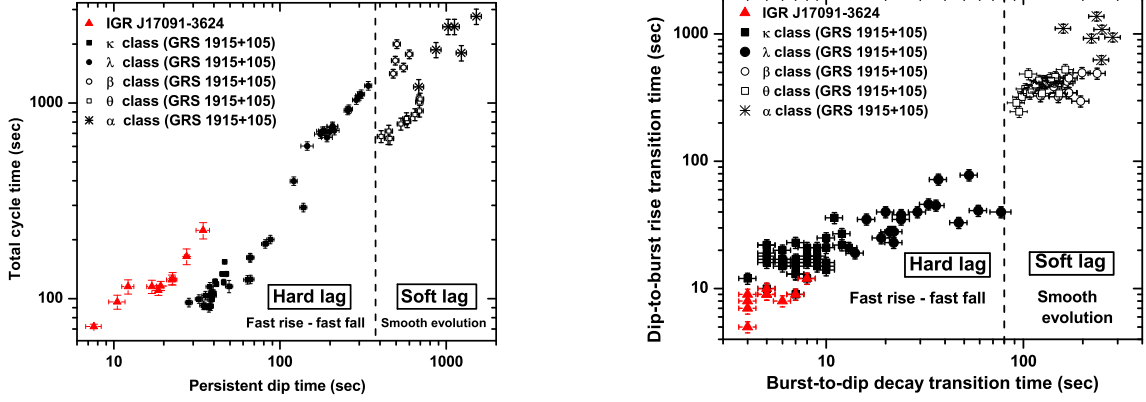 IGR J17091-3624
κ class (GRS 1915+105)
λ class (GRS 1915+105)
β class (GRS 1915+105)
θ class (GRS 1915+105)
α class (GRS 1915+105)
1000
100
Total cycle time (sec)
Hard lag
Soft lag
Fast rise - fast fall
Smooth evolution
10
100
1000
Persistent dip time (sec)
IGR J17091-3624
κ class (GRS 1915+105)
λ class (GRS 1915+105)
β class (GRS 1915+105)
θ class (GRS 1915+105)
α class (GRS 1915+105)
1000
100
10
Dip-to-burst rise transition time (sec)
Hard lag
Soft lag
Fast rise - fast fall
Smooth
evolution
10
100
Burst-to-dip decay transition time (sec)